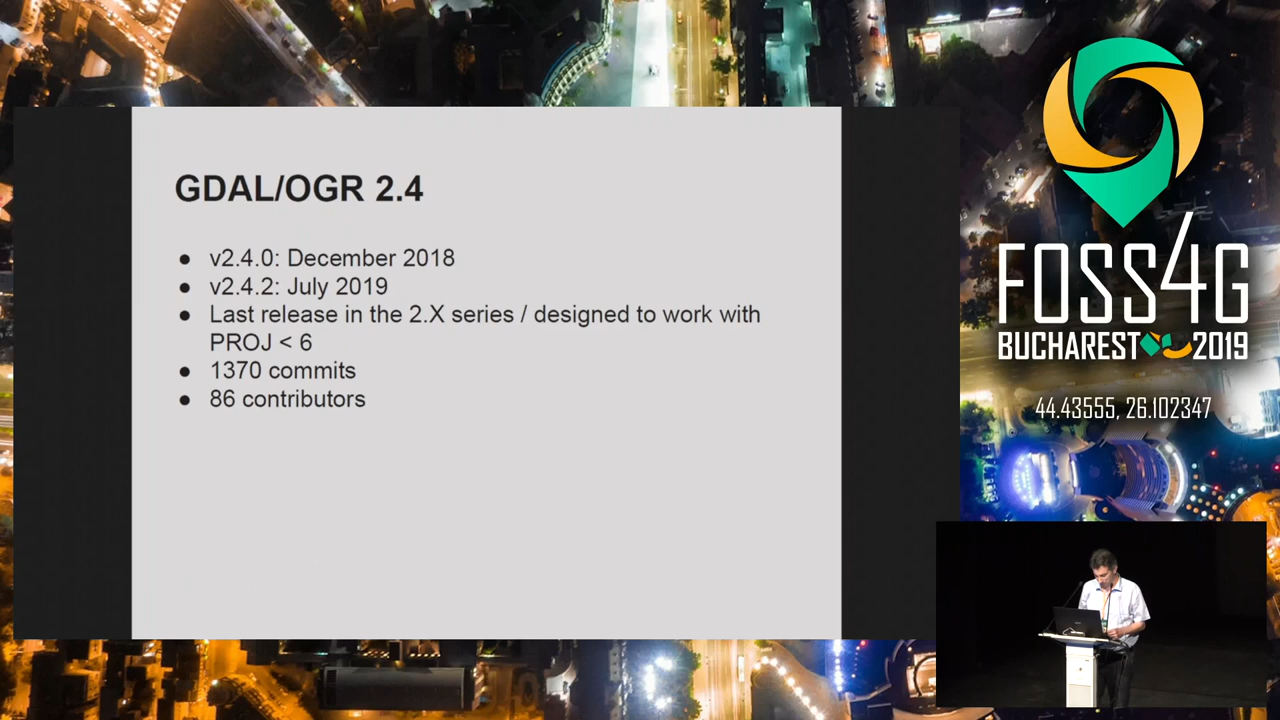 GDAL/OGR 2.4
● v2.4.0: December 2018
● v2.4.2: July 2019
● Last release in the 2.X series / designed to work with
PROJ < 6
● 1370 commits
● 86 contributors
FOSS4G
BUCHAREST 2019
44.43555, 26.102347